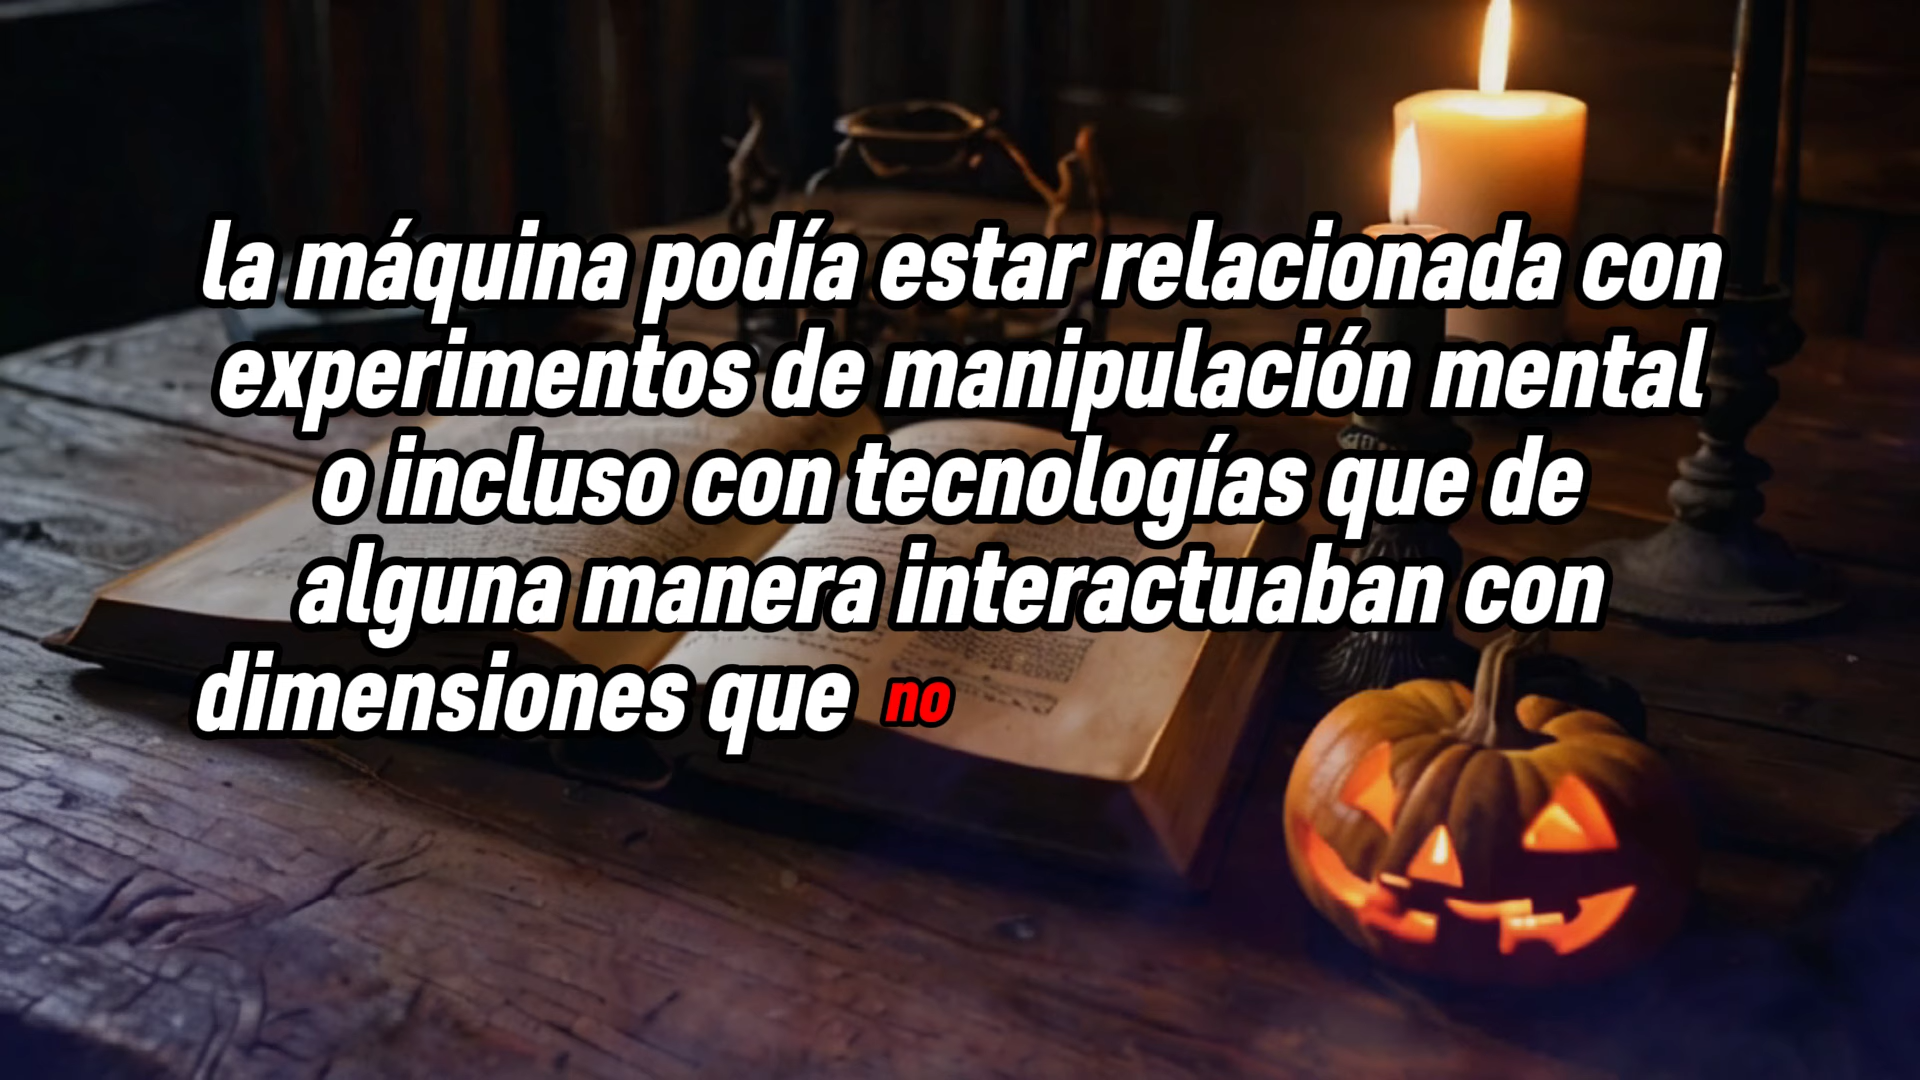 la máquina podía estar relacionada con
experimentos de manipulación mental
o incluso con tecnologías que de
alguna manera interactuaban con
dimensiones que no